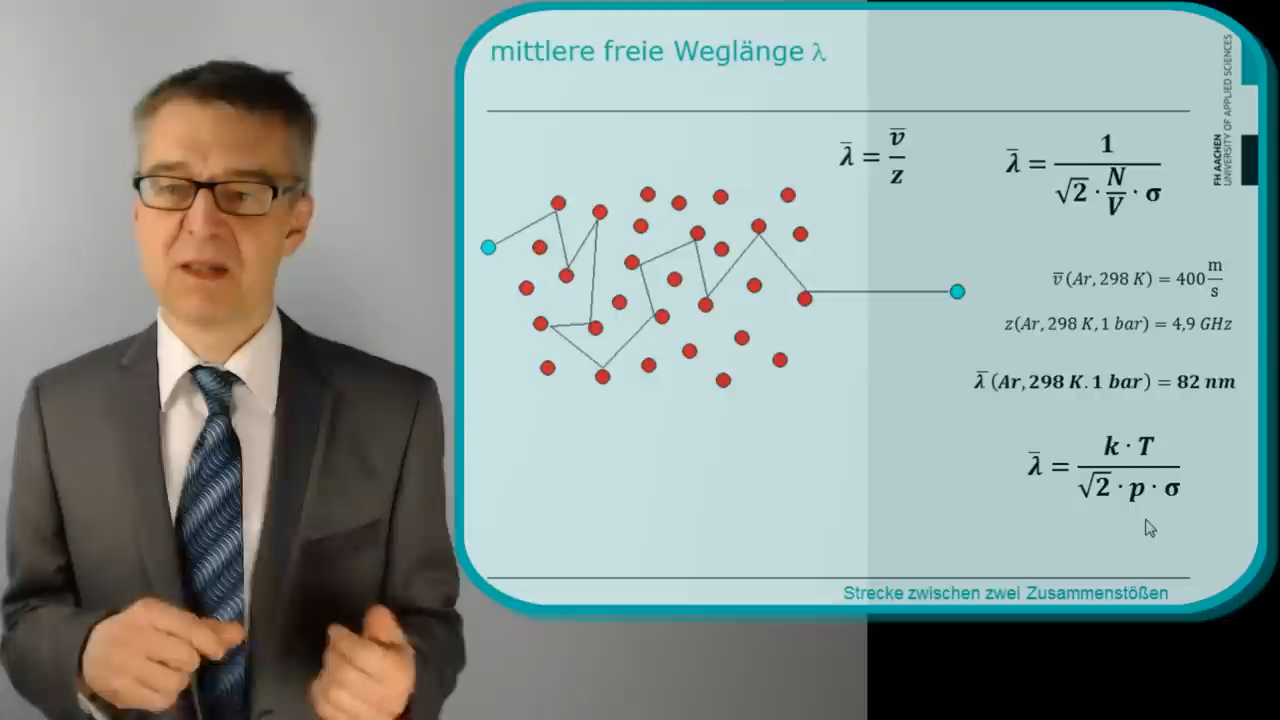 mittlere freie Weglänge λ
λ̄ = v̄/z
λ̄ = 1/(√2 · N/V · σ)
v̄ (Ar, 298 K) = 400 m/s
z(Ar, 298 K, 1 bar) = 4,9 GHz
λ̄ (Ar, 298 K. 1 bar) = 82 nm
λ̄ = k · T/(√2 · p · σ)
Strecke zwischen zwei Zusammenstößen
FH AACHEN
UNIVERSITY OF APPLIED SCIENCES